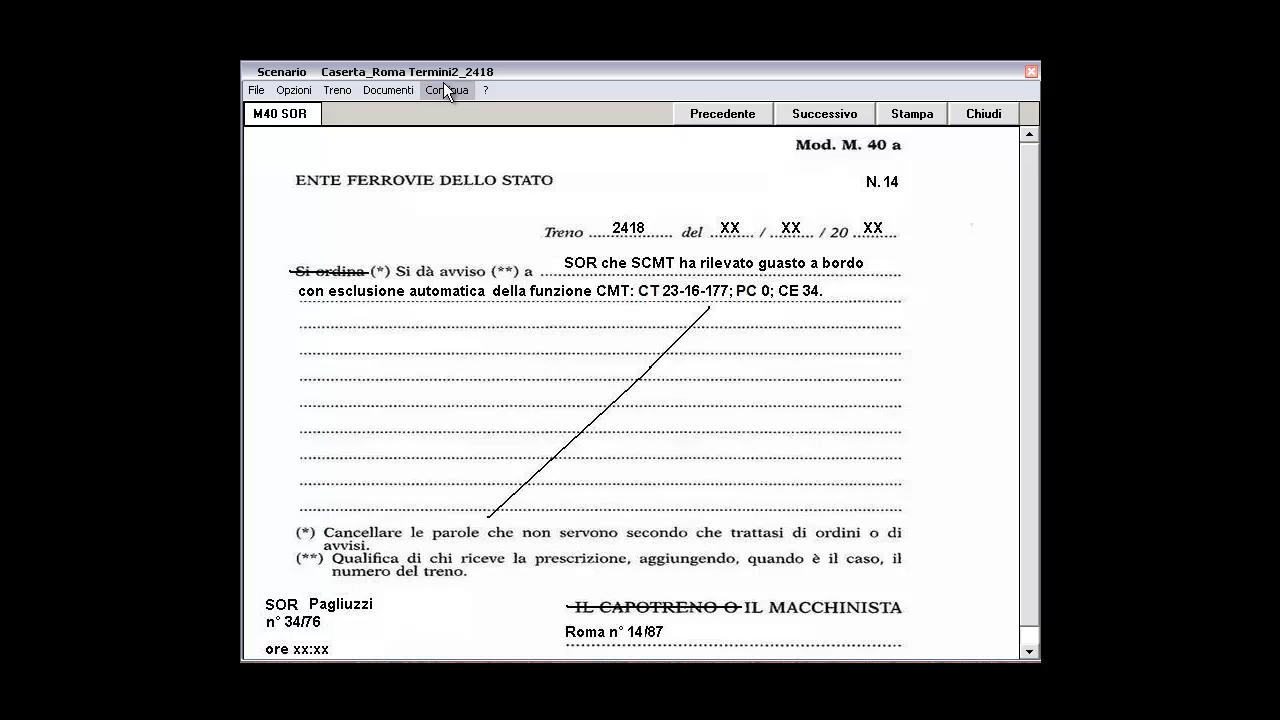 Scenario Caserta_Roma Termini2_2418
File Opzioni Treno Documenti Continua ?
M40 SOR Precedente Successivo Stampa Chiudi
Mod. M. 40 a
ENTE FERROVIE DELLO STATO N. 14
Treno 2418 del XX / XX / 20 XX
Si ordina (*) Si dà avviso (**) a SOR che SCMT ha rilevato guasto a bordo
con esclusione automatica della funzione CMT: CT 23-16-177; PC 0; CE 34.
(*) Cancellare le parole che non servono secondo che trattasi di ordini o di
avvisi.
(**) Qualifica di chi riceve la prescrizione, aggiungendo, quando è il caso, il
numero del treno.
SOR Pagliuzzi
n° 34/76
ore xx:xx
IL CAPOTRENO O IL MACCHINISTA
Roma n° 14/87